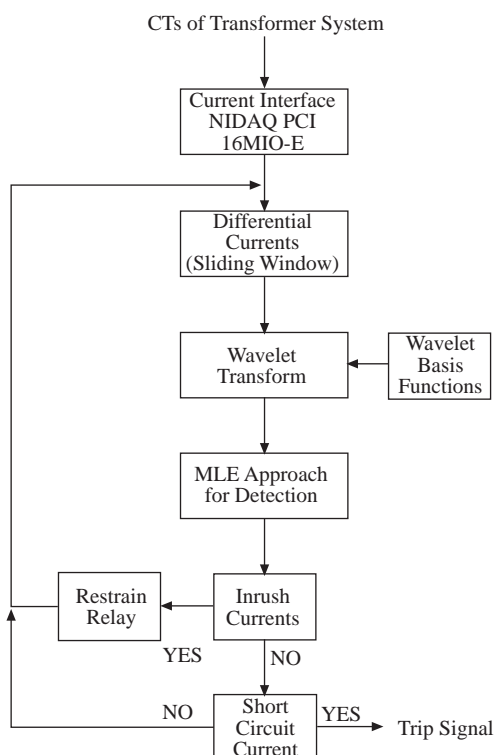 CTs of Transformer System
Current Interface
NIDAQ PCI
16MIO-E
Differential
Currents
(Sliding Window)
Wavelet
Transform
Wavelet
Basis
Functions
MLE Approach
for Detection
Restrain
Relay
Inrush
Currents
YES
NO
NO
Short
Circuit
Current
YES
Trip Signal